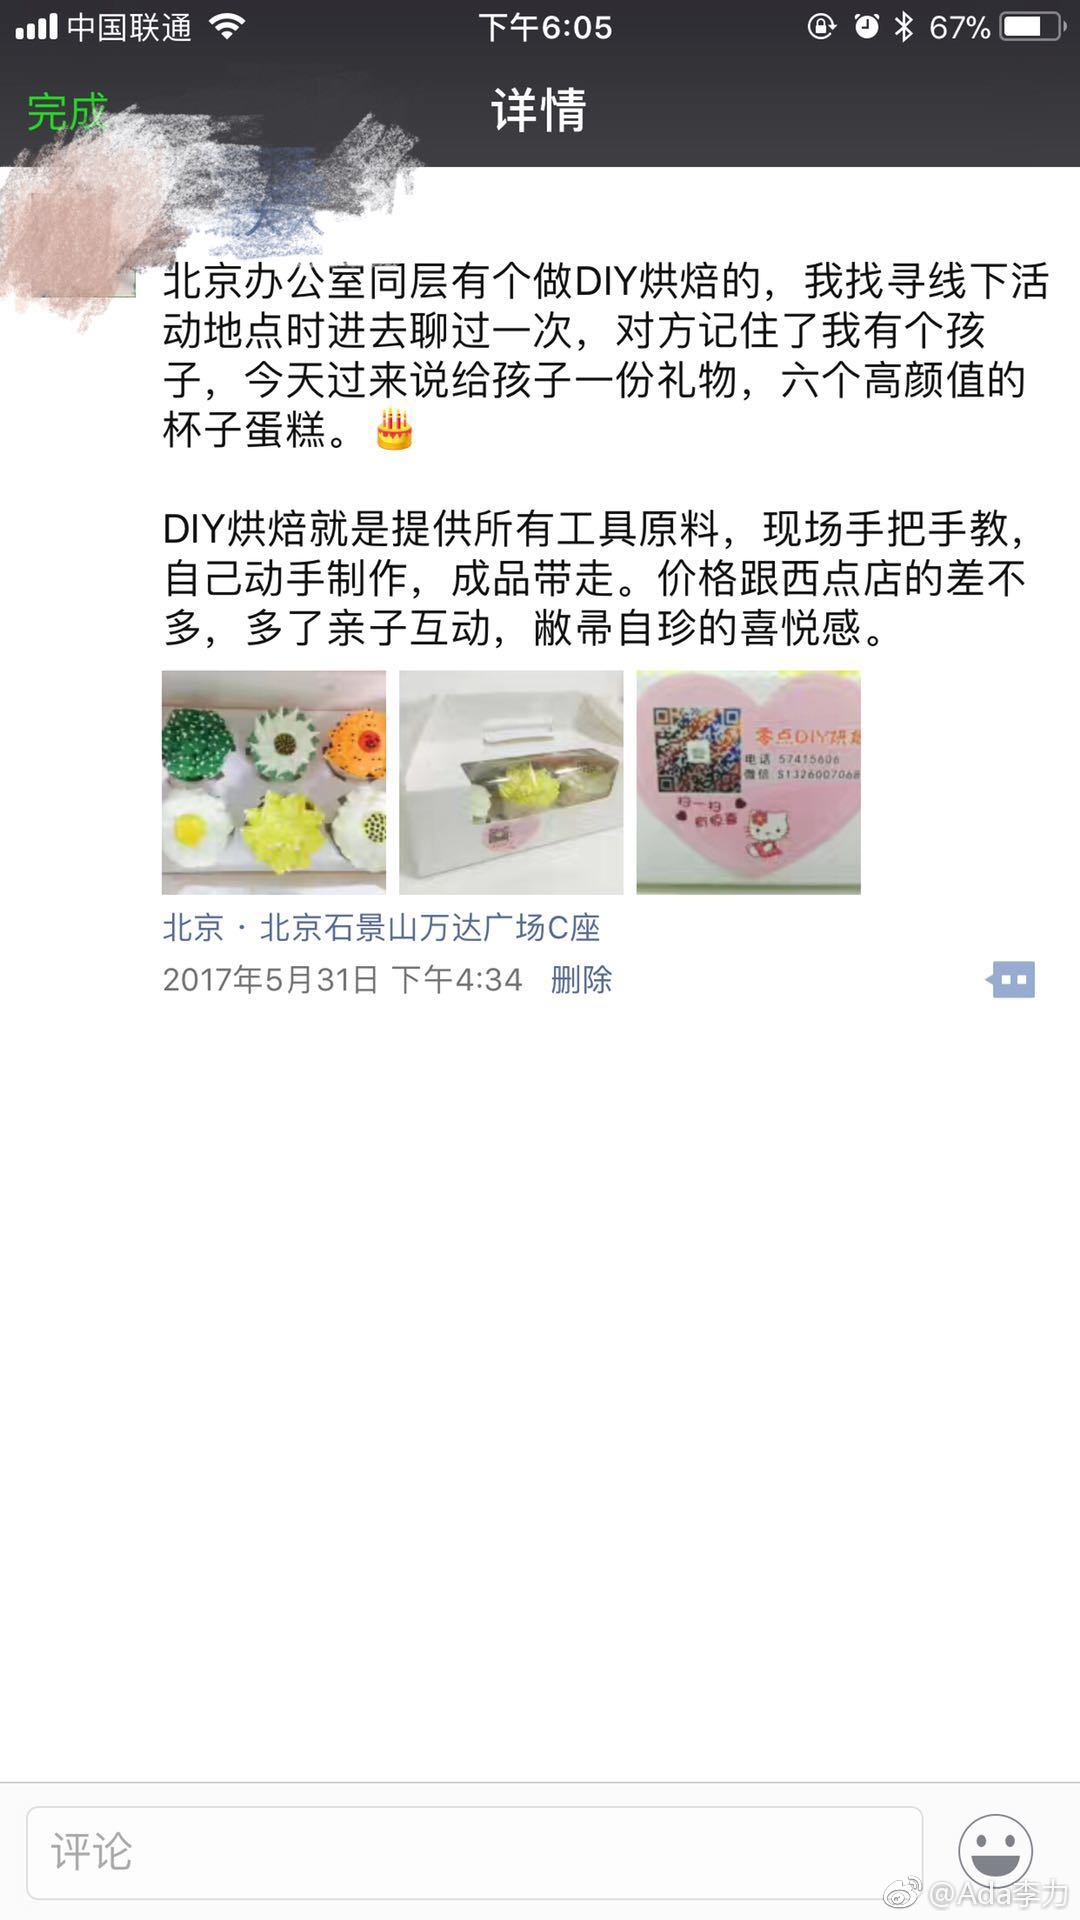 中国联通
下午6:05
67%
完成
详情
北京办公室同层有个做DIY烘焙的，我找寻线下活
动地点时进去聊过一次，对方记住了我有个孩
子，今天过来说给孩子一份礼物，六个高颜值的
杯子蛋糕。🎂
DIY烘焙就是提供所有工具原料，现场手把手教，
自己动手制作，成品带走。价格跟西点店的差不
多，多了亲子互动，敝帚自珍的喜悦感。
零点DIY烘焙
电话 57415606
微信 S1326007068
扫一扫
有惊喜
北京 · 北京石景山万达广场C座
2017年5月31日 下午4:34 删除
评论
@Ada李力